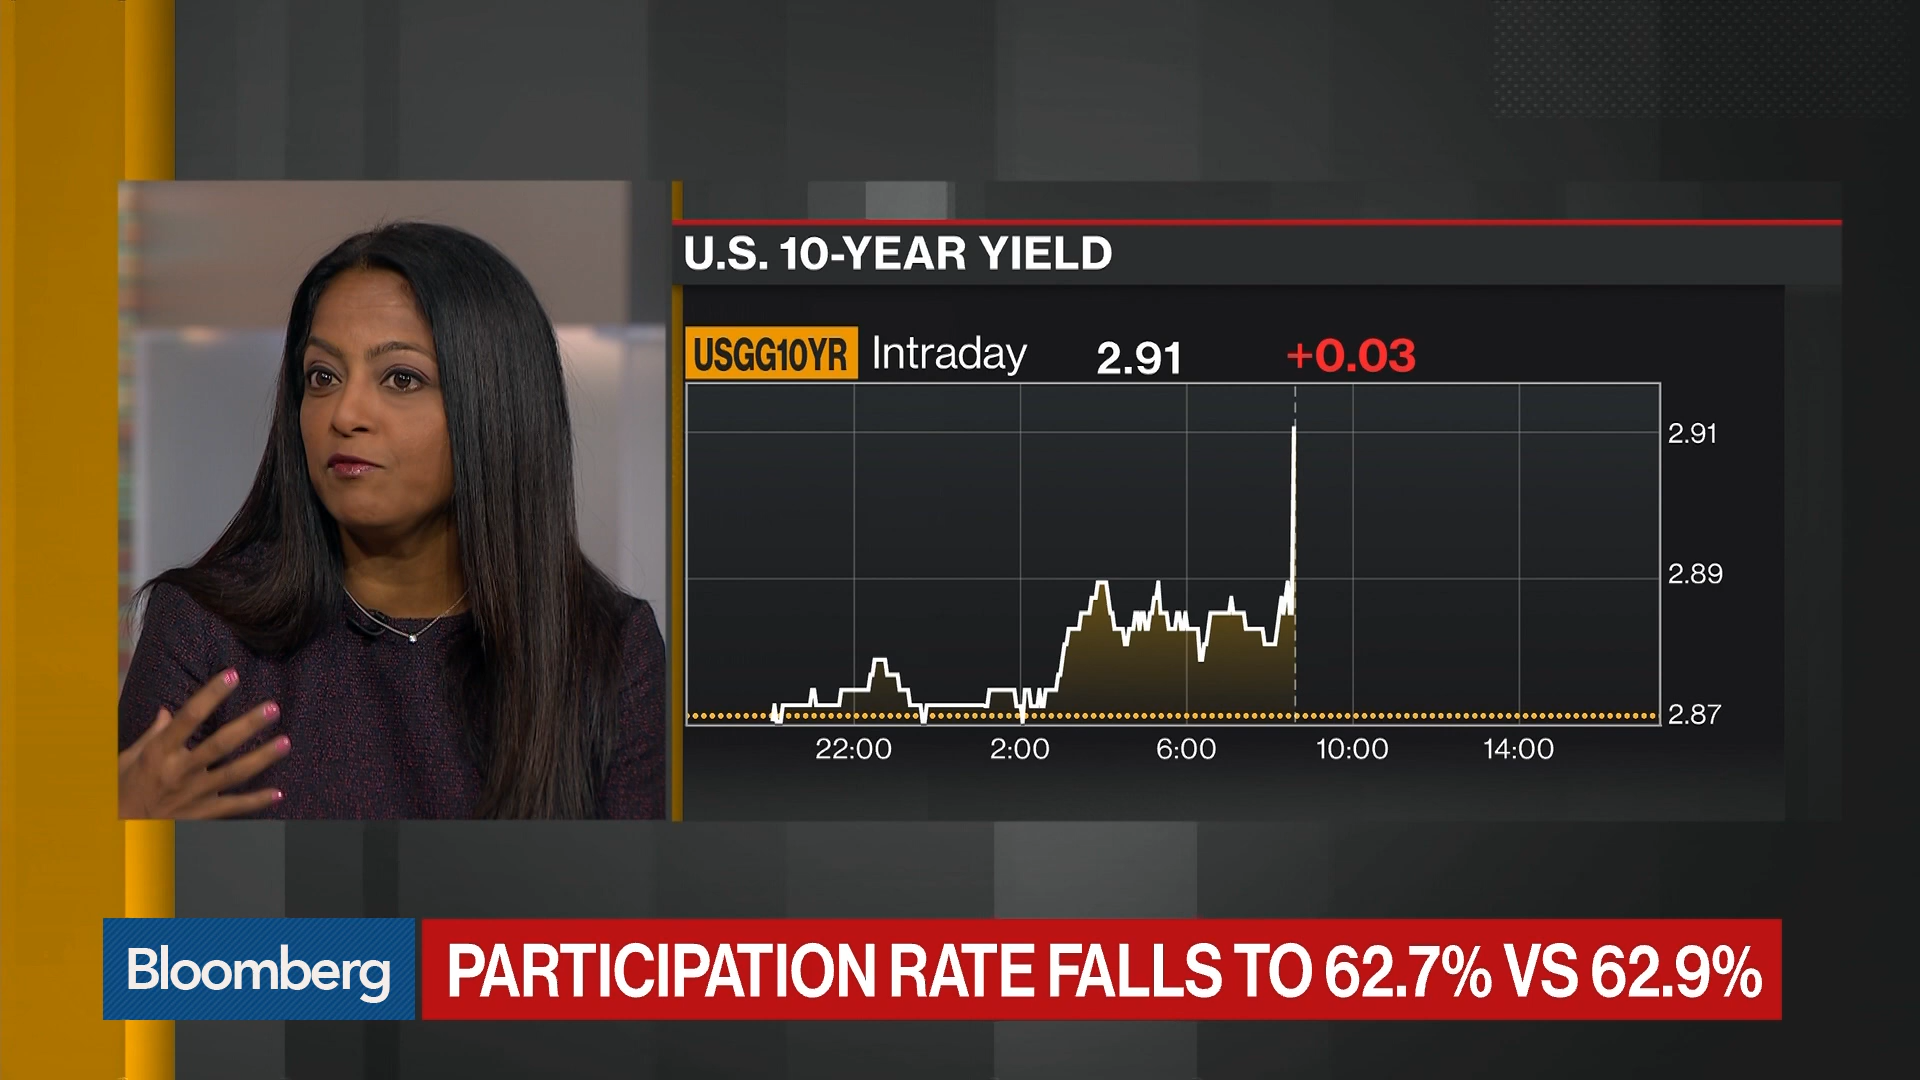 U.S. 10-YEAR YIELD
USGG10YR Intraday 2.91 +0.03
2.91
2.89
2.87
22:00 2:00 6:00 10:00 14:00
Bloomberg PARTICIPATION RATE FALLS TO 62.7% VS 62.9%